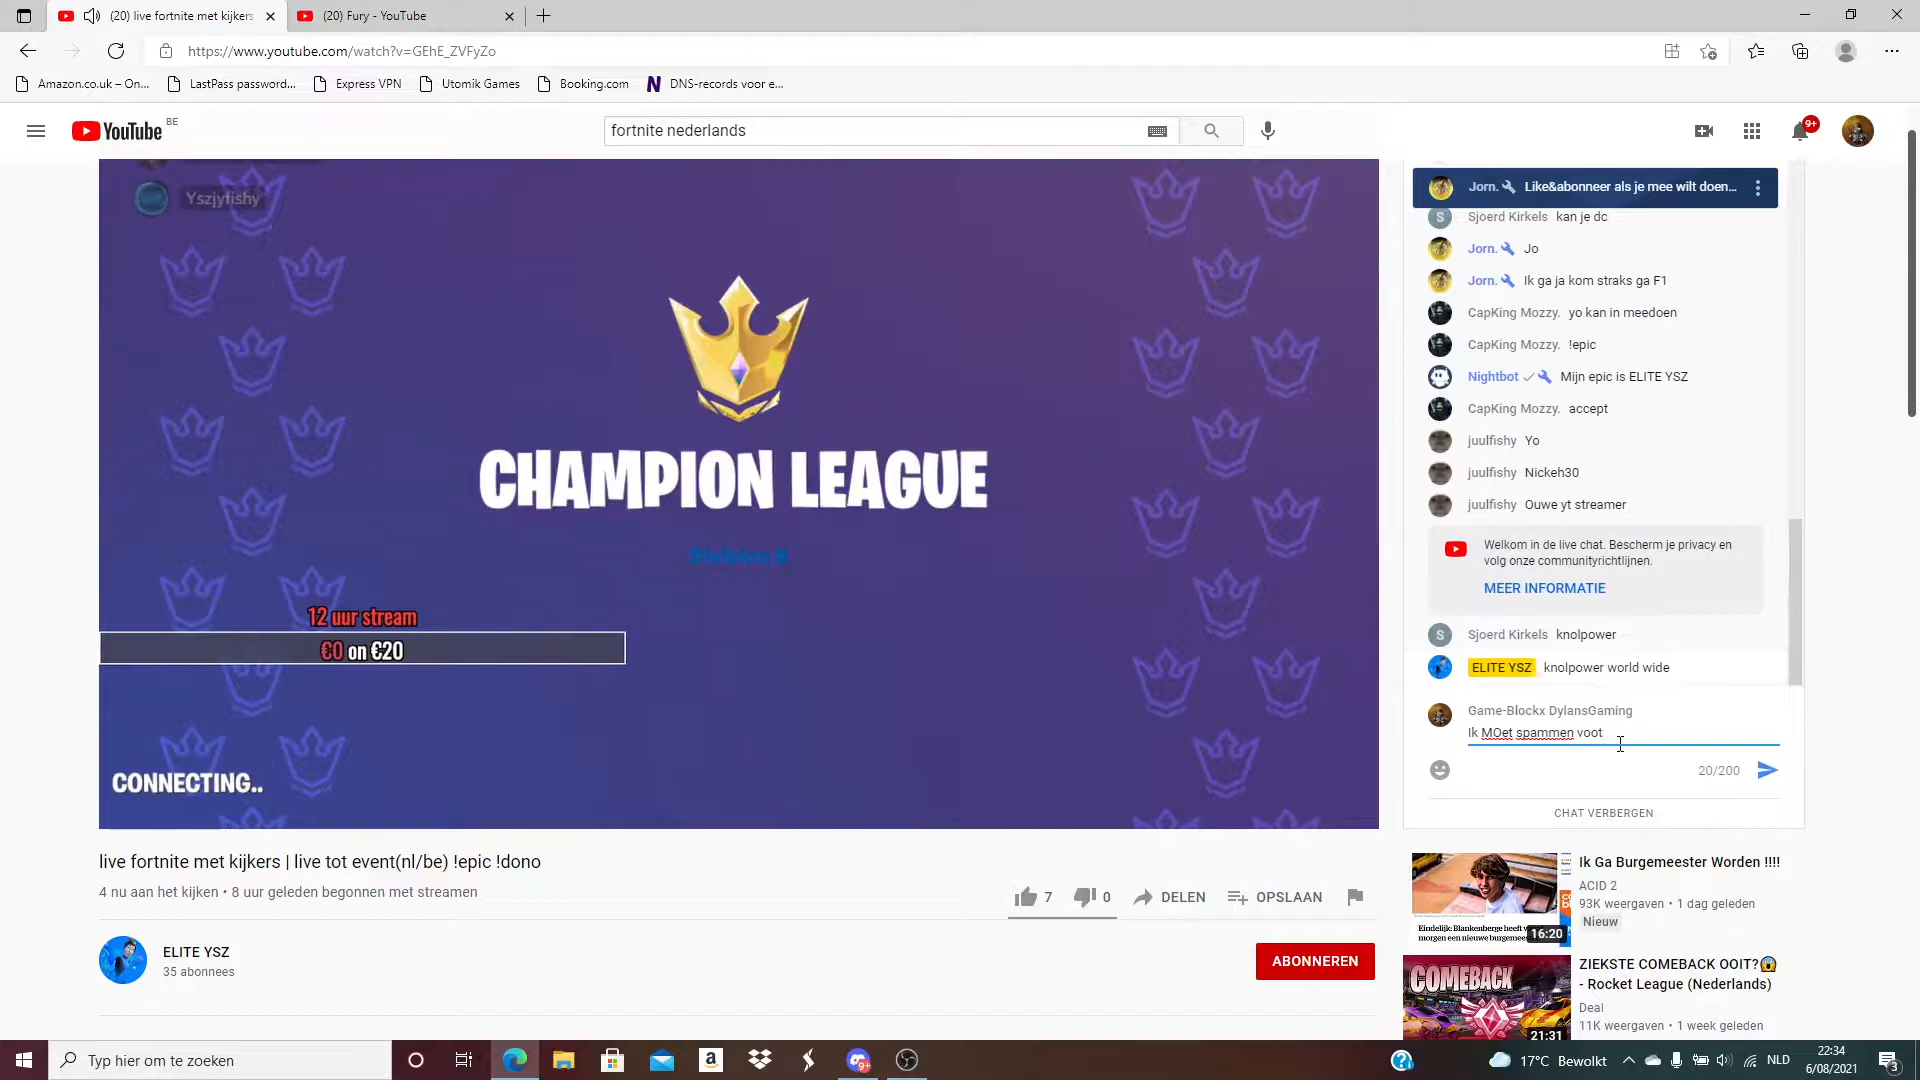 (20) live fortnite met kijkers
(20) Fury - YouTube
https://www.youtube.com/watch?v=GEhE_ZVFyZo
Amazon.co.uk – On...
LastPass password...
Express VPN
Utomik Games
Booking.com
N DNS-records voor e...
YouTube BE
fortnite nederlands
9+
Yszjyfishy
CHAMPION LEAGUE
12 uur stream
€0 on €20
CONNECTING..
Jorn. Like&abonneer als je mee wilt doen...
S Sjoerd Kirkels kan je dc
Jorn. Jo
Jorn. Ik ga ja kom straks ga F1
CapKing Mozzy. yo kan in meedoen
CapKing Mozzy. !epic
Nightbot Mijn epic is ELITE YSZ
CapKing Mozzy. accept
juulfishy Yo
juulfishy Nickeh30
juulfishy Ouwe yt streamer
Welkom in de live chat. Bescherm je privacy en
volg onze communityrichtlijnen.
MEER INFORMATIE
S Sjoerd Kirkels knolpower
ELITE YSZ knolpower world wide
Game-Blockx DylansGaming
Ik MOet spammen voot
20/200
CHAT VERBERGEN
live fortnite met kijkers | live tot event(nl/be) !epic !dono
4 nu aan het kijken • 8 uur geleden begonnen met streamen
7
0
DELEN
OPSLAAN
ELITE YSZ
35 abonnees
ABONNEREN
Ik Ga Burgemeester Worden !!!!
ACID 2
93K weergaven • 1 dag geleden
Nieuw
Eindelijk: Blankenberge heeft
morgen een nieuwe burgemee
16:20
COMEBACK
21:31
ZIEKSTE COMEBACK OOIT?😱
- Rocket League (Nederlands)
Deal
11K weergaven • 1 week geleden
Typ hier om te zoeken
9+
17°C Bewolkt
NLD
22:34
6/08/2021
3